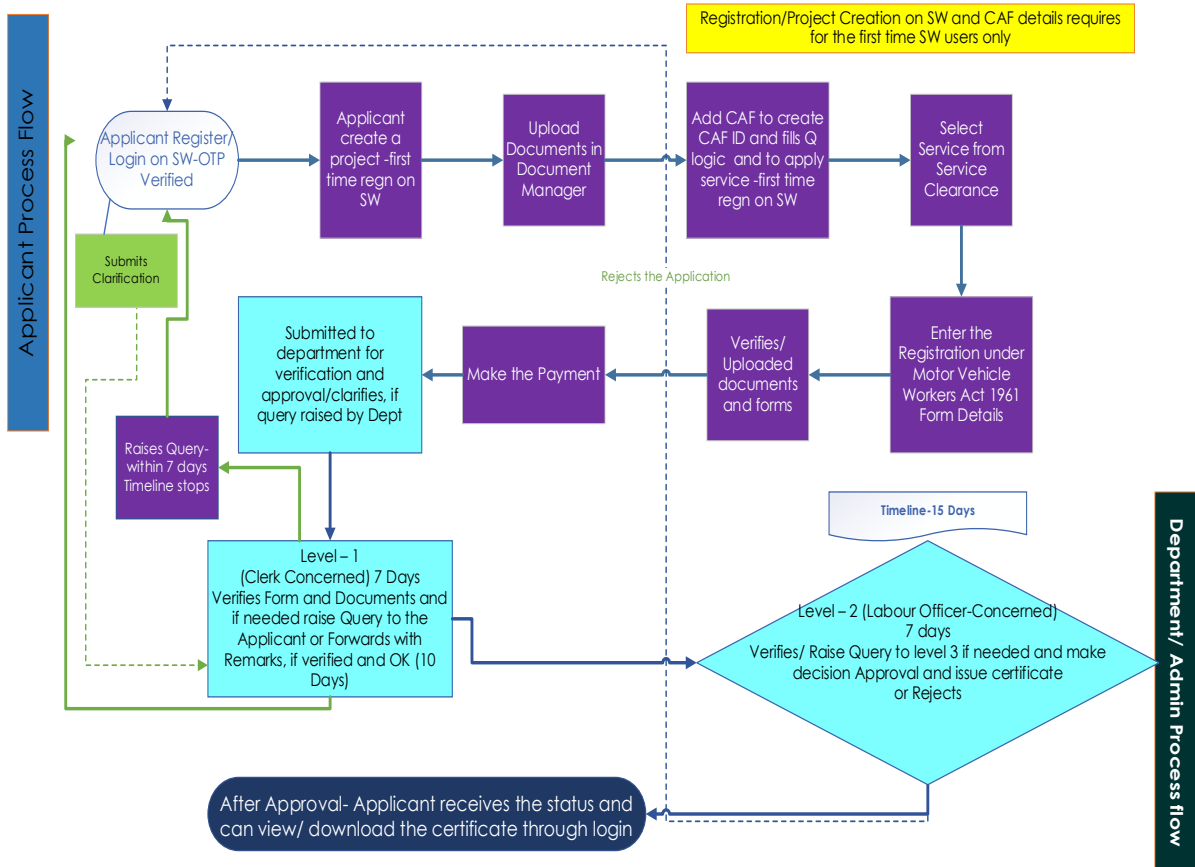 Registration/Project Creation on SW and CAF details requires
for the first time SW users only
Applicant Process Flow
Applicant Register/
Login on SW-OTP
Verified
Applicant
create a
project -first
time regn on
SW
Upload
Documents in
Document
Manager
Add CAF to create
CAF ID and fills Q
logic and to apply
service -first time
regn on SW
Select
Service from
Service
Clearance
Submits
Clarification
Rejects the Application
Submitted to
department for
verification and
approval/clarifies, if
query raised by Dept
Make the Payment
Verifies/
Uploaded
documents
and forms
Enter the
Registration under
Motor Vehicle
Workers Act 1961
Form Details
Raises Query-
within 7 days
Timeline stops
Timeline-15 Days
Level – 1
(Clerk Concerned) 7 Days
Verifies Form and Documents and
if needed raise Query to the
Applicant or Forwards with
Remarks, if verified and OK (10
Days)
Level – 2 (Labour Officer-Concerned)
7 days
Verifies/ Raise Query to level 3 if needed and make
decision Approval and issue certificate
or Rejects
Department/ Admin Process flow
After Approval- Applicant receives the status and
can view/ download the certificate through login